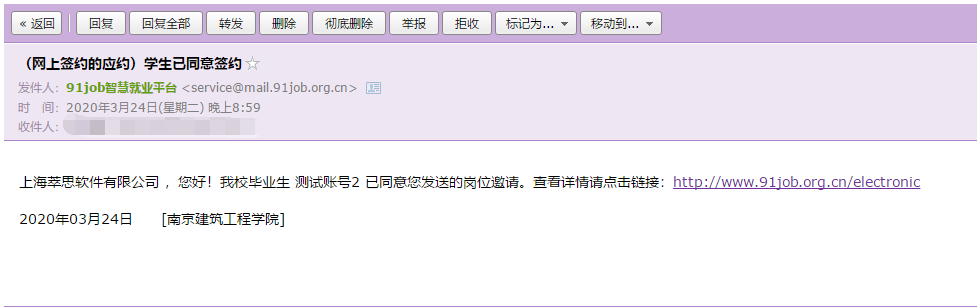 « 返回 回复 回复全部 转发 删除 彻底删除 举报 拒收 标记为... 移动到...
（网上签约的应约）学生已同意签约
发件人：91job智慧就业平台 <service@mail.91job.org.cn>
时 间：2020年3月24日(星期二) 晚上8:59
收件人：
上海萃思软件有限公司 ，您好！我校毕业生 测试账号2 已同意您发送的岗位邀请。查看详情请点击链接：http://www.91job.org.cn/electronic
2020年03月24日 [南京建筑工程学院]